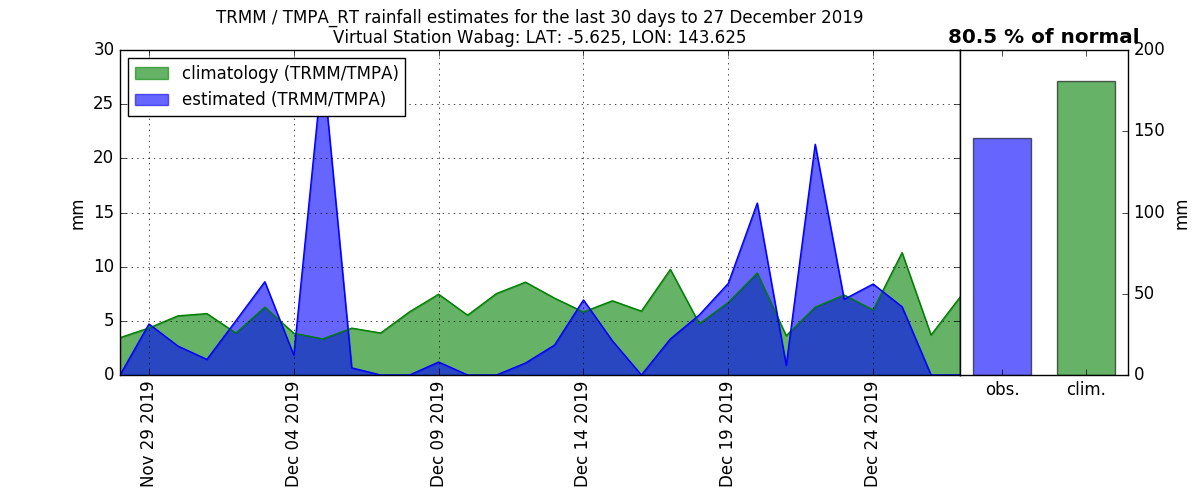 TRMM / TMPA_RT rainfall estimates for the last 30 days to 27 December 2019
Virtual Station Wabag: LAT: -5.625, LON: 143.625
80.5 % of normal
climatology (TRMM/TMPA)
estimated (TRMM/TMPA)
30
25
20
15
10
5
0
mm
Nov 29 2019
Dec 04 2019
Dec 09 2019
Dec 14 2019
Dec 19 2019
Dec 24 2019
200
150
100
50
0
mm
obs.
clim.